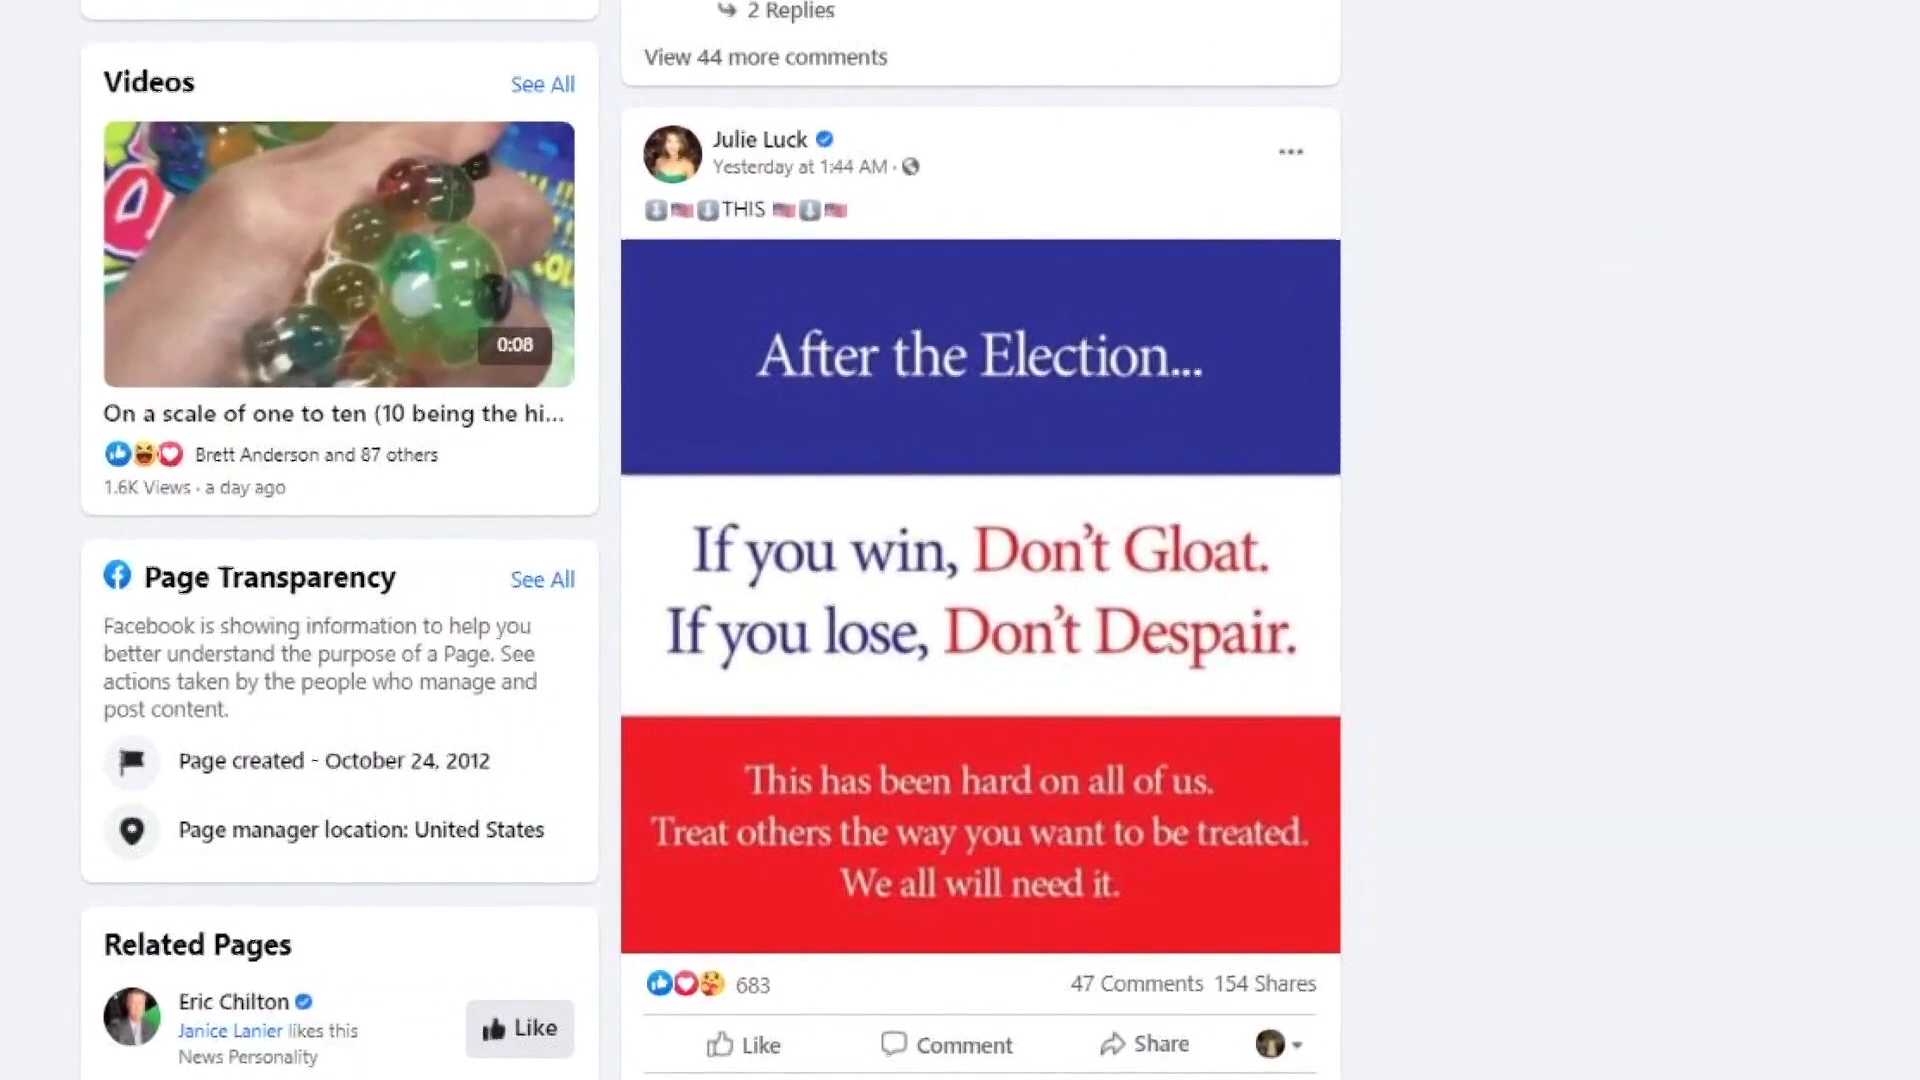 2 Replies
View 44 more comments
Videos
See All
0:08
On a scale of one to ten (10 being the hi...
Brett Anderson and 87 others
1.6K Views · a day ago
Page Transparency
See All
Facebook is showing information to help you
better understand the purpose of a Page. See
actions taken by the people who manage and
post content.
Page created - October 24, 2012
Page manager location: United States
Related Pages
Eric Chilton
Janice Lanier likes this
News Personality
Like
Julie Luck
Yesterday at 1:44 AM ·
THIS
After the Election...
If you win, Don't Gloat.
If you lose, Don't Despair.
This has been hard on all of us.
Treat others the way you want to be treated.
We all will need it.
683
47 Comments 154 Shares
Like
Comment
Share